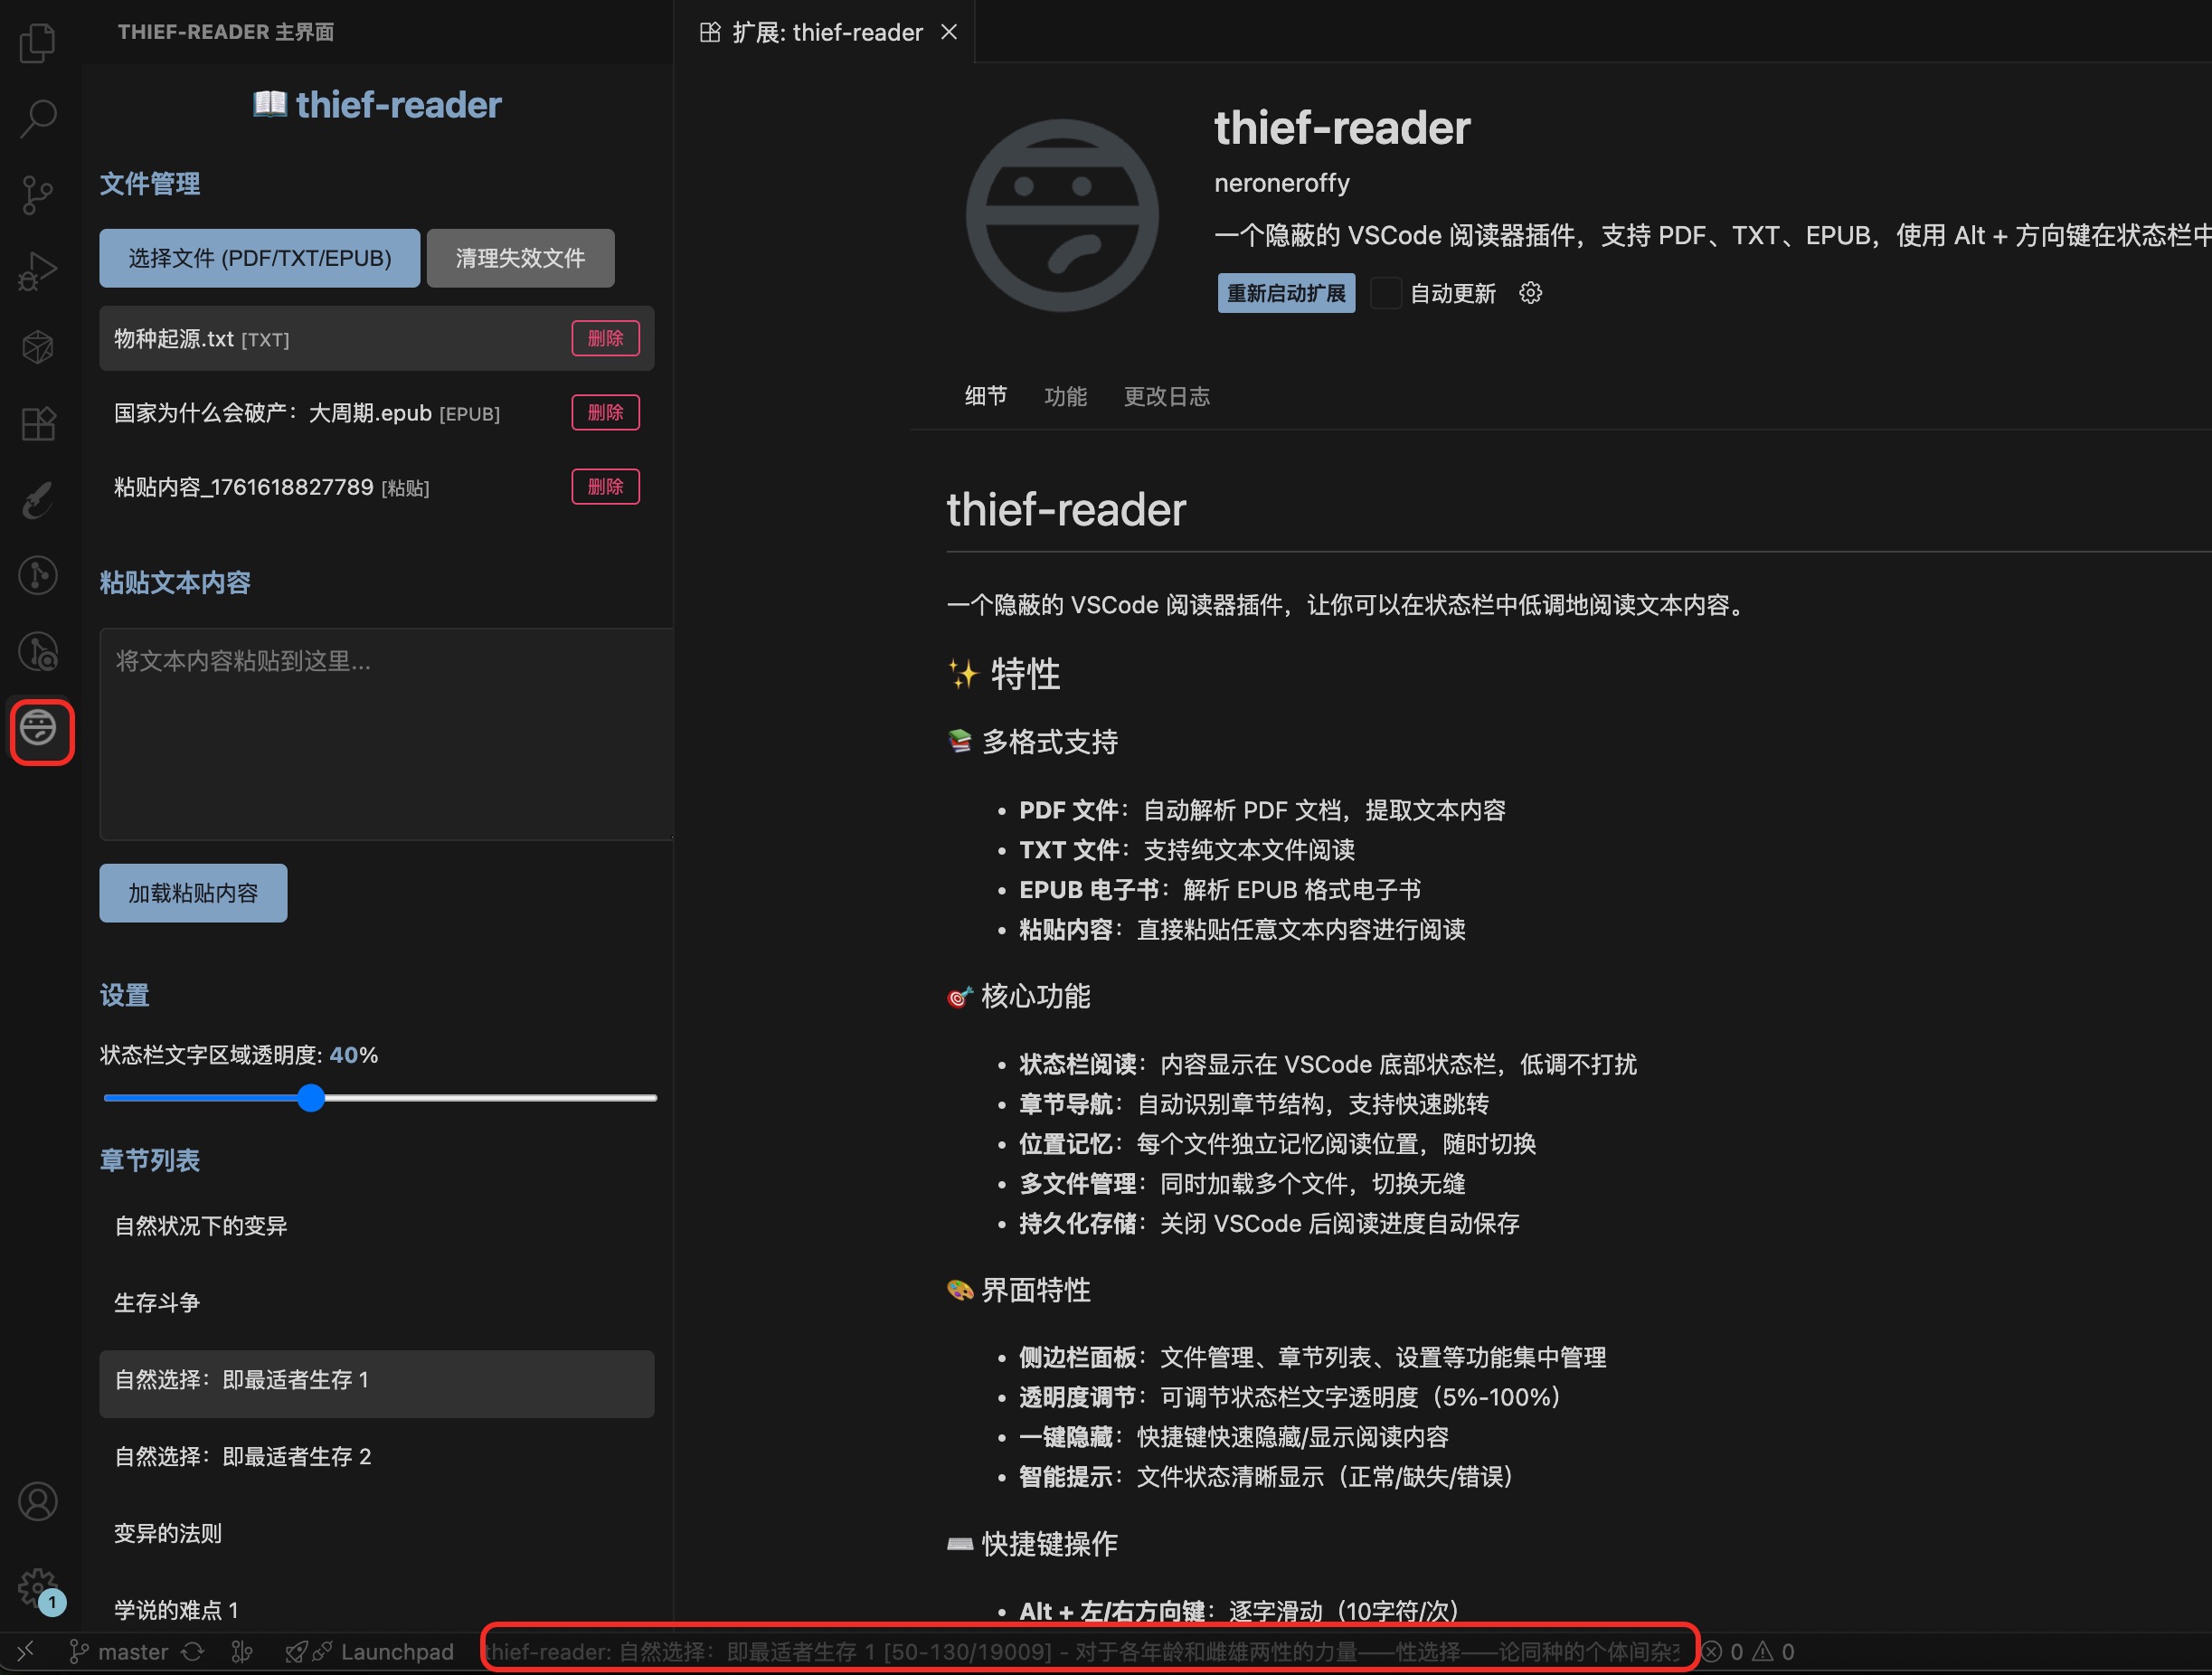 THIEF-READER 主界面
📖 thief-reader
文件管理
选择文件 (PDF/TXT/EPUB)
清理失效文件
物种起源.txt [TXT]
删除
国家为什么会破产：大周期.epub [EPUB]
删除
粘贴内容_1761618827789 [粘贴]
删除
粘贴文本内容
将文本内容粘贴到这里...
加载粘贴内容
设置
状态栏文字区域透明度: 40%
章节列表
自然状况下的变异
生存斗争
自然选择：即最适者生存 1
自然选择：即最适者生存 2
变异的法则
学说的难点 1
扩展: thief-reader
thief-reader
neroneroffy
一个隐蔽的 VSCode 阅读器插件，支持 PDF、TXT、EPUB，使用 Alt + 方向键在状态栏中
重新启动扩展
自动更新
细节 功能 更改日志
thief-reader
一个隐蔽的 VSCode 阅读器插件，让你可以在状态栏中低调地阅读文本内容。
✨ 特性
📚 多格式支持
• PDF 文件：自动解析 PDF 文档，提取文本内容
• TXT 文件：支持纯文本文件阅读
• EPUB 电子书：解析 EPUB 格式电子书
• 粘贴内容：直接粘贴任意文本内容进行阅读
🎯 核心功能
• 状态栏阅读：内容显示在 VSCode 底部状态栏，低调不打扰
• 章节导航：自动识别章节结构，支持快速跳转
• 位置记忆：每个文件独立记忆阅读位置，随时切换
• 多文件管理：同时加载多个文件，切换无缝
• 持久化存储：关闭 VSCode 后阅读进度自动保存
🎨 界面特性
• 侧边栏面板：文件管理、章节列表、设置等功能集中管理
• 透明度调节：可调节状态栏文字透明度（5%-100%）
• 一键隐藏：快捷键快速隐藏/显示阅读内容
• 智能提示：文件状态清晰显示（正常/缺失/错误）
⌨️ 快捷键操作
• Alt + 左/右方向键：逐字滑动（10字符/次）
1
master
Launchpad
thief-reader: 自然选择：即最适者生存 1 [50-130/19009] - 对于各年龄和雌雄两性的力量——性选择——论同种的个体间杂
0
0